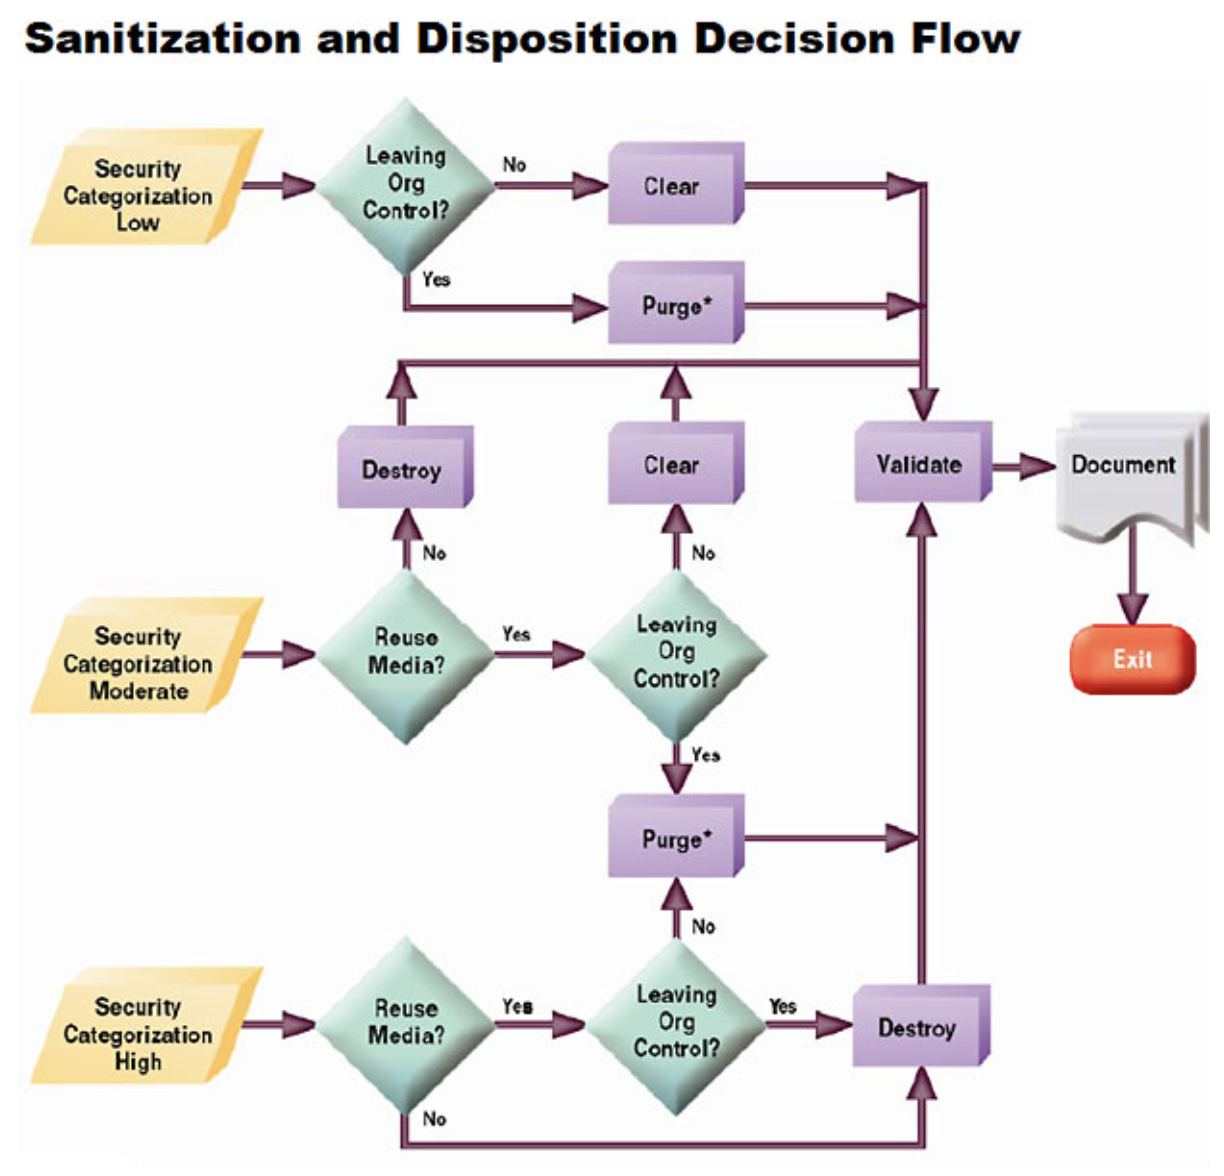 Sanitization and Disposition Decision Flow
Security
Categorization
Low
Leaving
Org
Control?
No
Clear
Yes
Purge*
Destroy
Clear
Validate
Document
No
No
Security
Categorization
Moderate
Reuse
Media?
Yes
Leaving
Org
Control?
Exit
Yes
Purge*
No
Security
Categorization
High
Reuse
Media?
Yes
Leaving
Org
Control?
Yes
Destroy
No